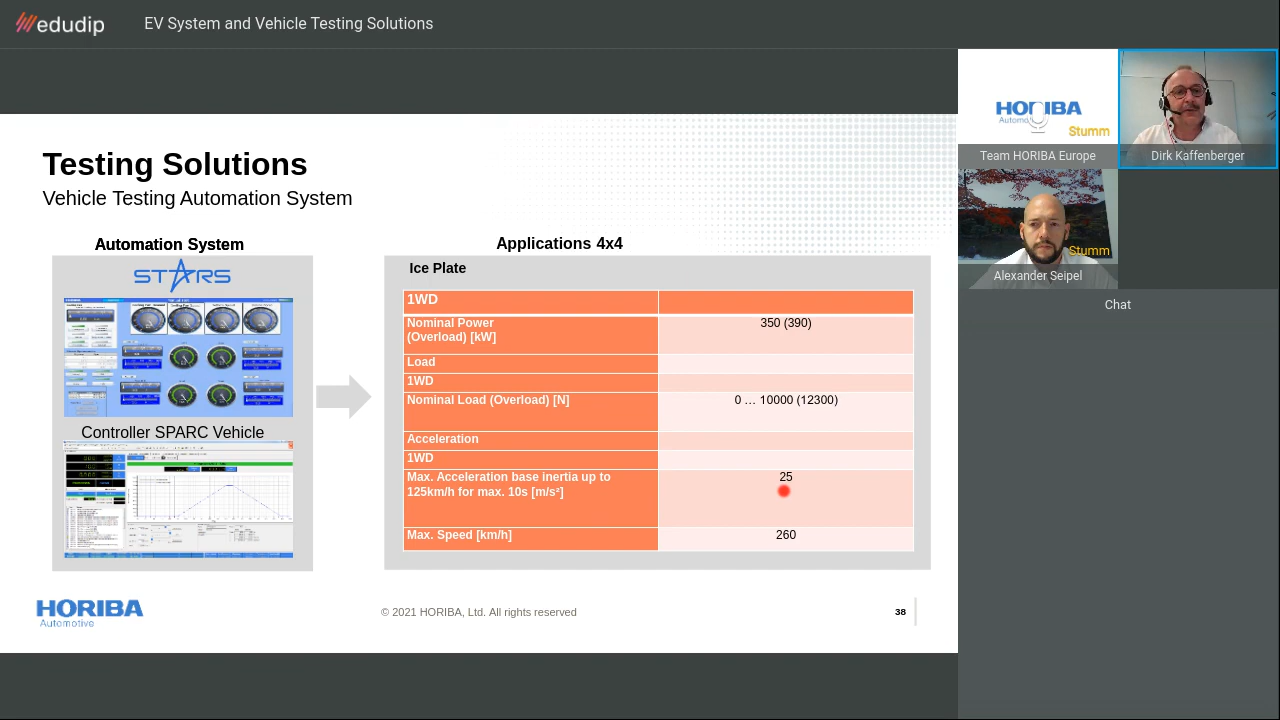 edudip
EV System and Vehicle Testing Solutions
HORIBA
Stumm
Team HORIBA Europe
Dirk Kaffenberger
Stumm
Alexander Seipel
Chat
Testing Solutions
Vehicle Testing Automation System
Automation System
STARS
Controller SPARC Vehicle
Applications 4x4
Ice Plate
1WD
Nominal Power
(Overload) [kW]
350 (390)
Load
1WD
Nominal Load (Overload) [N]
0 … 10000 (12300)
Acceleration
1WD
Max. Acceleration base inertia up to
125km/h for max. 10s [m/s²]
25
Max. Speed [km/h]
260
HORIBA
Automotive
© 2021 HORIBA, Ltd. All rights reserved
38